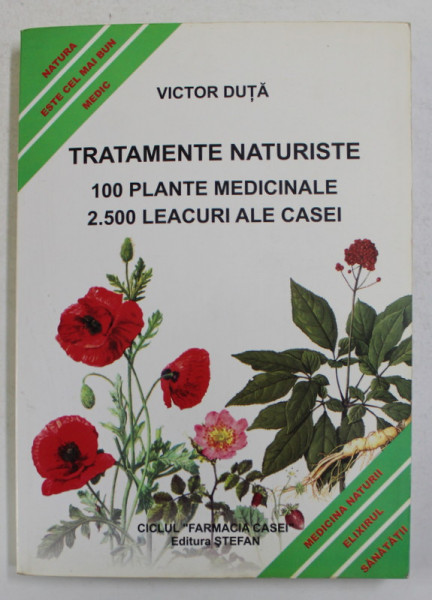 NATURA
ESTE CEL MAI BUN
MEDIC
VICTOR DUȚĂ
TRATAMENTE NATURISTE
100 PLANTE MEDICINALE
2.500 LEACURI ALE CASEI
CICLUL "FARMACIA CASEI"
Editura ȘTEFAN
MEDICINA NATURII
ELIXIRUL
SĂNĂTĂȚII